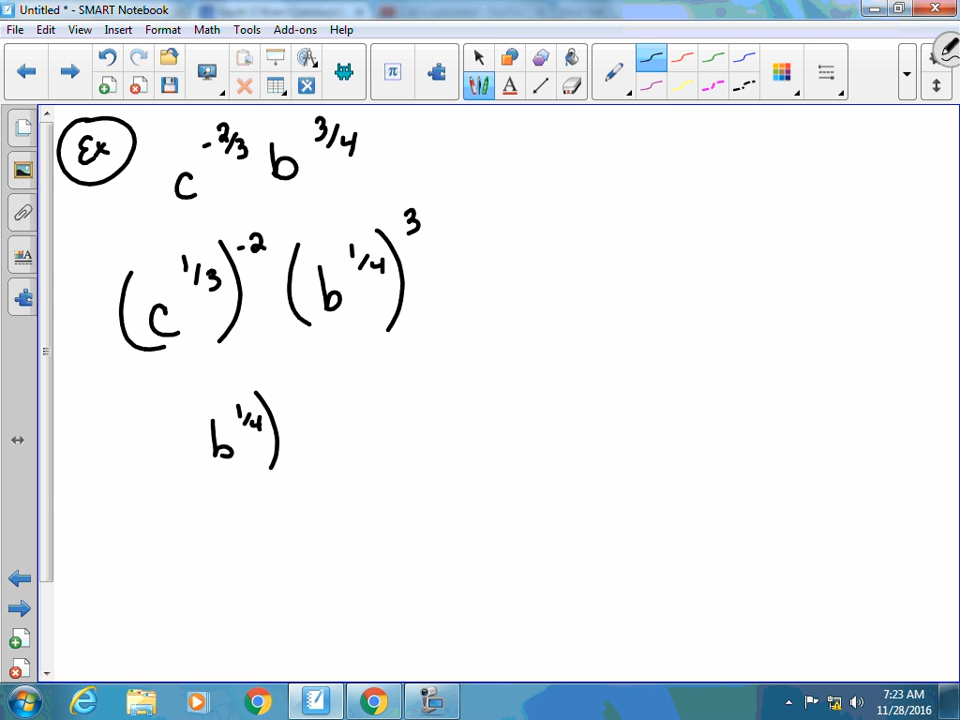 Untitled * - SMART Notebook
File Edit View Insert Format Math Tools Add-ons Help
Ex
c^-2/3 b^3/4
(c^1/3)^-2 (b^1/4)^3
b^1/4)
7:23 AM
11/28/2016